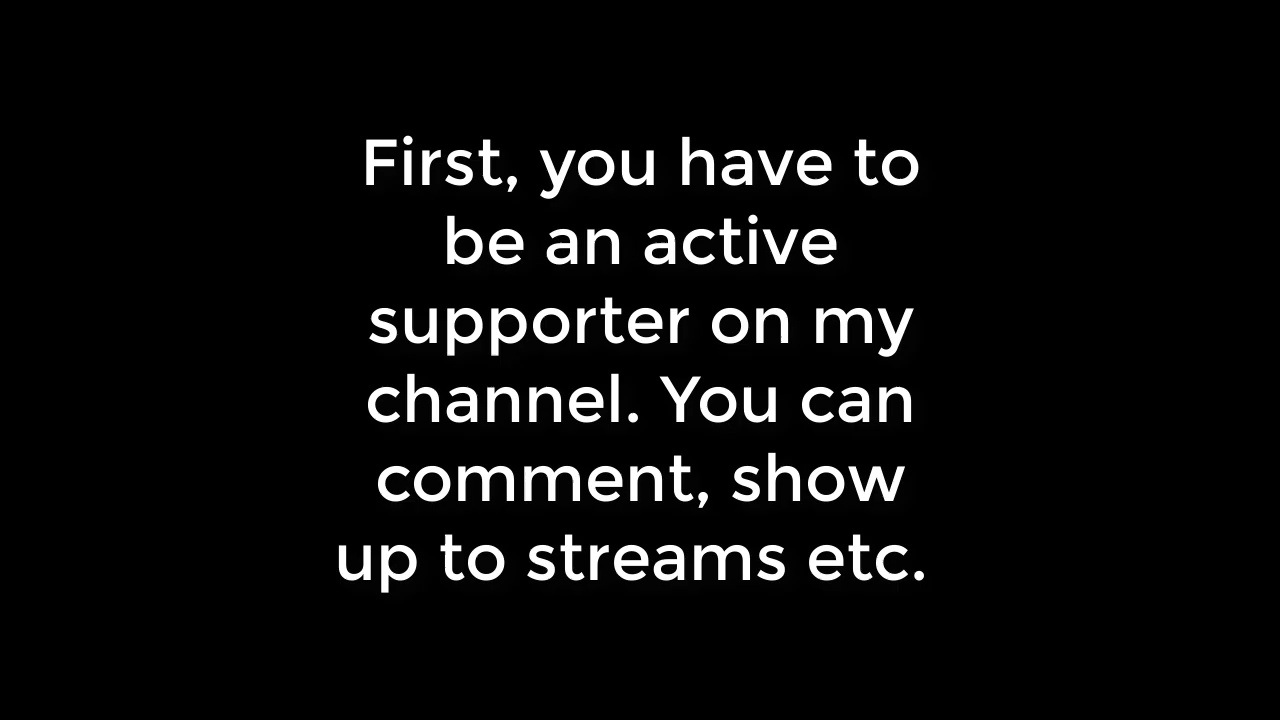 First, you have to
be an active
supporter on my
channel. You can
comment, show
up to streams etc.